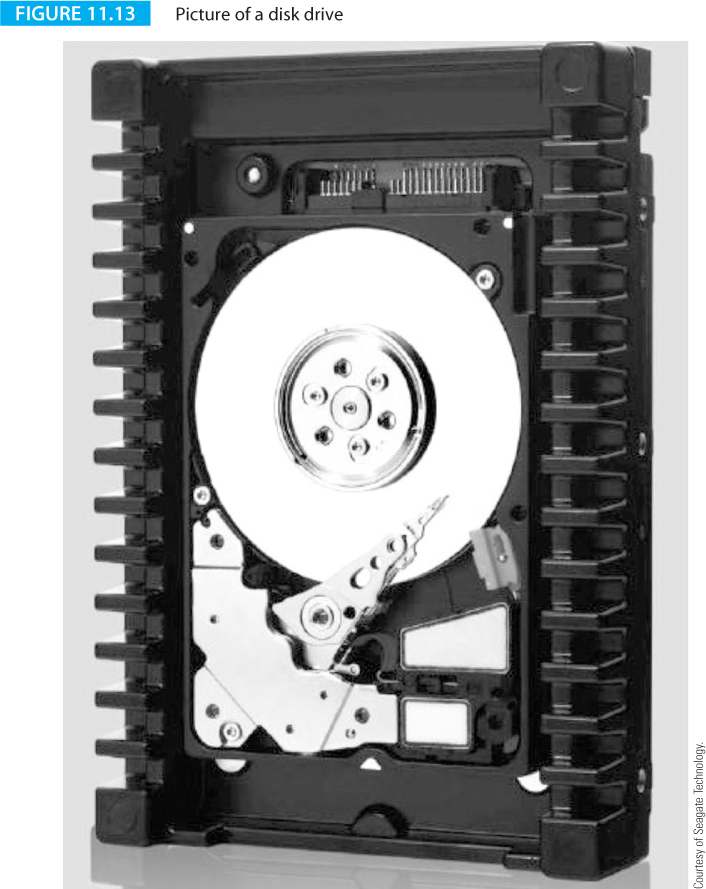 FIGURE 11.13 Picture of a disk drive
Courtesy of Seagate Technology.